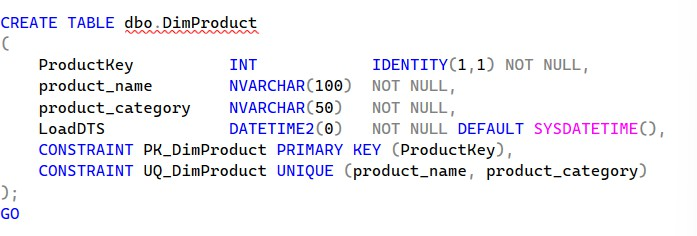 CREATE TABLE dbo.DimProduct
(
    ProductKey           INT             IDENTITY(1,1) NOT NULL,
    product_name         NVARCHAR(100)   NOT NULL,
    product_category     NVARCHAR(50)    NOT NULL,
    LoadDTS              DATETIME2(0)    NOT NULL DEFAULT SYSDATETIME(),
    CONSTRAINT PK_DimProduct PRIMARY KEY (ProductKey),
    CONSTRAINT UQ_DimProduct UNIQUE (product_name, product_category)
);
GO